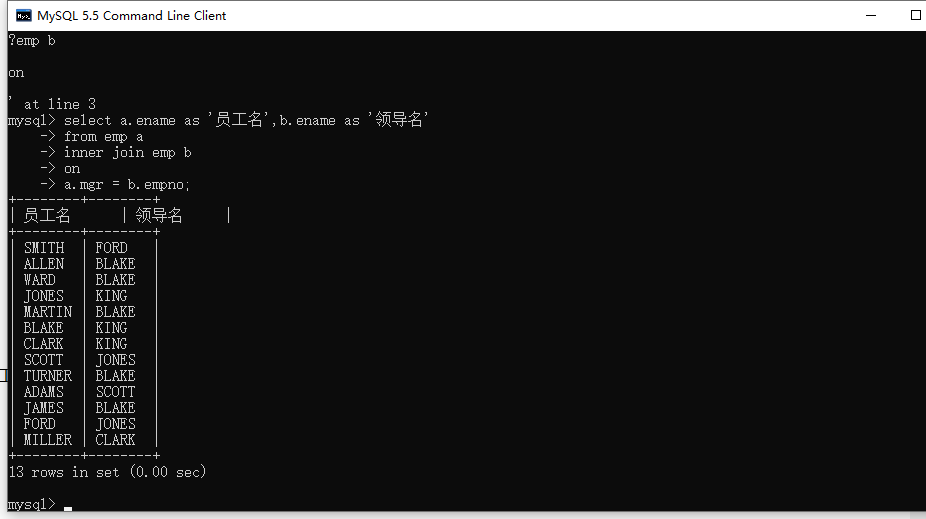 MySQL 5.5 Command Line Client
?emp b
on
' at line 3
mysql> select a.ename as '员工名',b.ename as '领导名'
    -> from emp a
    -> inner join emp b
    -> on
    -> a.mgr = b.empno;
+--------+--------+
| 员工名      | 领导名     |
+--------+--------+
| SMITH  | FORD   |
| ALLEN  | BLAKE  |
| WARD   | BLAKE  |
| JONES  | KING   |
| MARTIN | BLAKE  |
| BLAKE  | KING   |
| CLARK  | KING   |
| SCOTT  | JONES  |
| TURNER | BLAKE  |
| ADAMS  | SCOTT  |
| JAMES  | BLAKE  |
| FORD   | JONES  |
| MILLER | CLARK  |
+--------+--------+
13 rows in set (0.00 sec)
mysql>